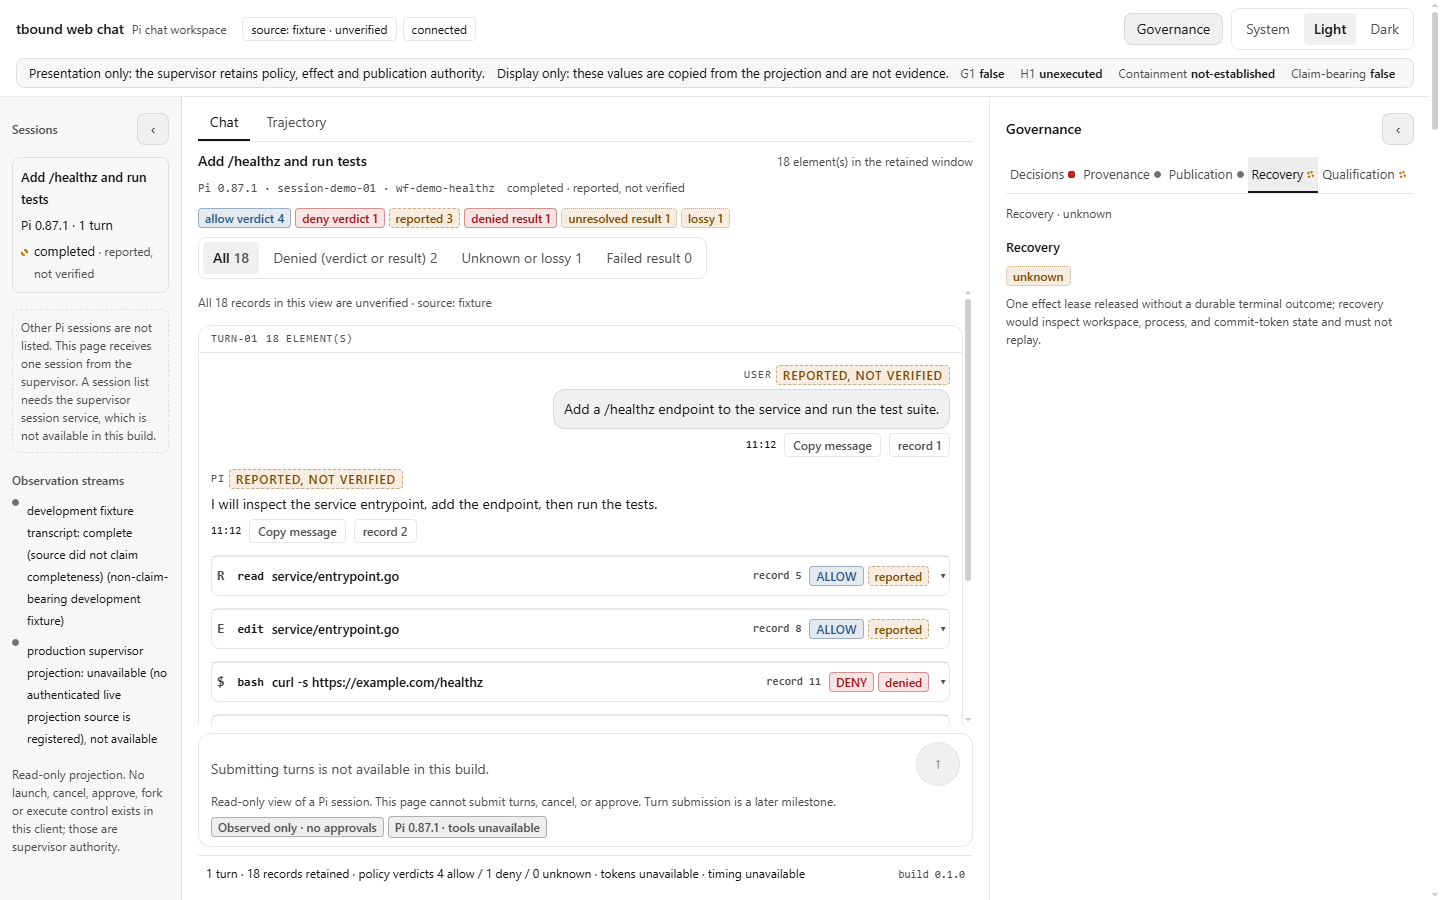 tbound web chat Pi chat workspace source: fixture · unverified connected Governance System Light Dark
Presentation only: the supervisor retains policy, effect and publication authority. Display only: these values are copied from the projection and are not evidence. G1 false H1 unexecuted Containment not-established Claim-bearing false
Sessions ‹
Add /healthz and run
tests
Pi 0.87.1 · 1 turn
completed · reported,
not verified
Other Pi sessions are not
listed. This page receives
one session from the
supervisor. A session list
needs the supervisor
session service, which is
not available in this build.
Observation streams
development fixture
transcript: complete
(source did not claim
completeness) (non-claim-
bearing development
fixture)
production supervisor
projection: unavailable (no
authenticated live
projection source is
registered), not available
Read-only projection. No
launch, cancel, approve, fork
or execute control exists in
this client; those are
supervisor authority.
Chat Trajectory
Add /healthz and run tests 18 element(s) in the retained window
Pi 0.87.1 · session-demo-01 · wf-demo-healthz completed · reported, not verified
allow verdict 4 deny verdict 1 reported 3 denied result 1 unresolved result 1 lossy 1
All 18 Denied (verdict or result) 2 Unknown or lossy 1 Failed result 0
All 18 records in this view are unverified · source: fixture
TURN-01 18 ELEMENT(S)
USER REPORTED, NOT VERIFIED
Add a /healthz endpoint to the service and run the test suite.
11:12 Copy message record 1
PI REPORTED, NOT VERIFIED
I will inspect the service entrypoint, add the endpoint, then run the tests.
11:12 Copy message record 2
R read service/entrypoint.go record 5 ALLOW reported ▾
E edit service/entrypoint.go record 8 ALLOW reported ▾
$ bash curl -s https://example.com/healthz record 11 DENY denied ▾
Submitting turns is not available in this build. ↑
Read-only view of a Pi session. This page cannot submit turns, cancel, or approve. Turn submission is a later milestone.
Observed only · no approvals Pi 0.87.1 · tools unavailable
1 turn · 18 records retained · policy verdicts 4 allow / 1 deny / 0 unknown · tokens unavailable · timing unavailable build 0.1.0
Governance ‹
Decisions Provenance Publication Recovery Qualification
Recovery · unknown
Recovery
unknown
One effect lease released without a durable terminal outcome; recovery
would inspect workspace, process, and commit-token state and must not
replay.